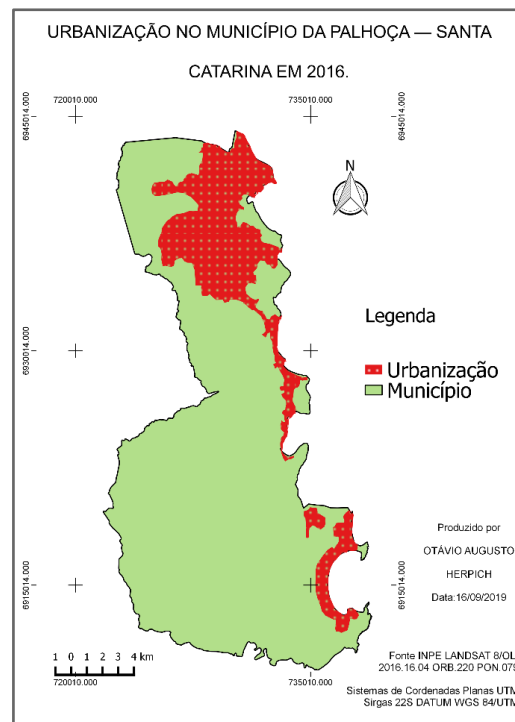 URBANIZAÇÃO NO MUNICÍPIO DA PALHOÇA — SANTA
CATARINA EM 2016.
720010.000
735010.000
6945014.000
6945014.000
N
6930014.000
6930014.000
Legenda
Urbanização
Município
6915014.000
6915014.000
Produzido por
OTÁVIO AUGUSTO
HERPICH
Data:16/09/2019
1 0 1 2 3 4 km
720010.000
735010.000
Fonte INPE LANDSAT 8/OL
2016.16.04 ORB.220 PON.079
Sistemas de Cordenadas Planas UTM
Sirgas 22S DATUM WGS 84/UTM